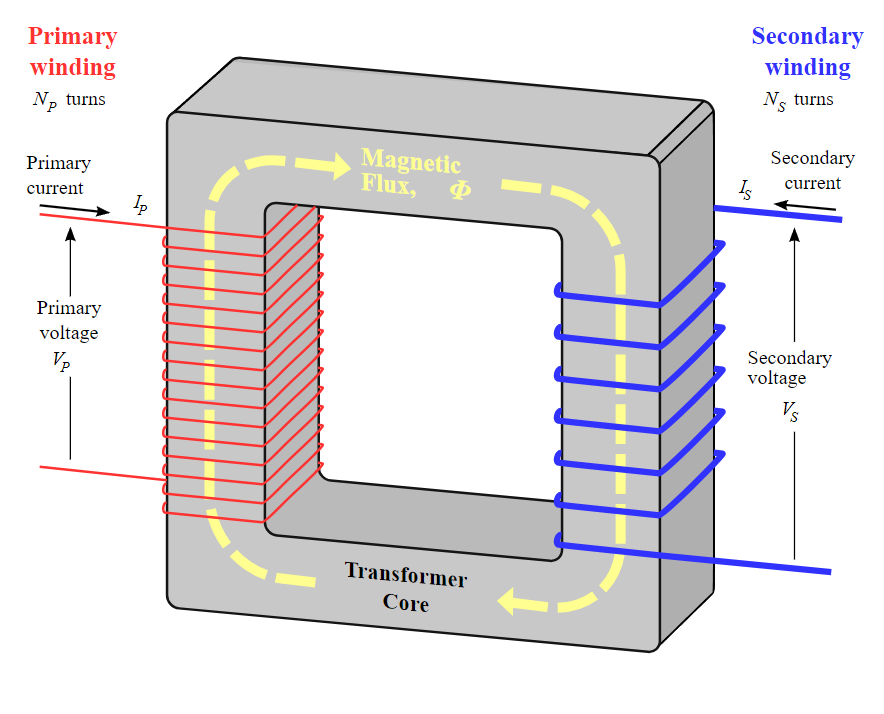 Primary
winding
N_P turns
Secondary
winding
N_S turns
Primary
current
I_P
Magnetic
Flux, Φ
Secondary
current
I_S
Primary
voltage
V_P
Secondary
voltage
V_S
Transformer
Core